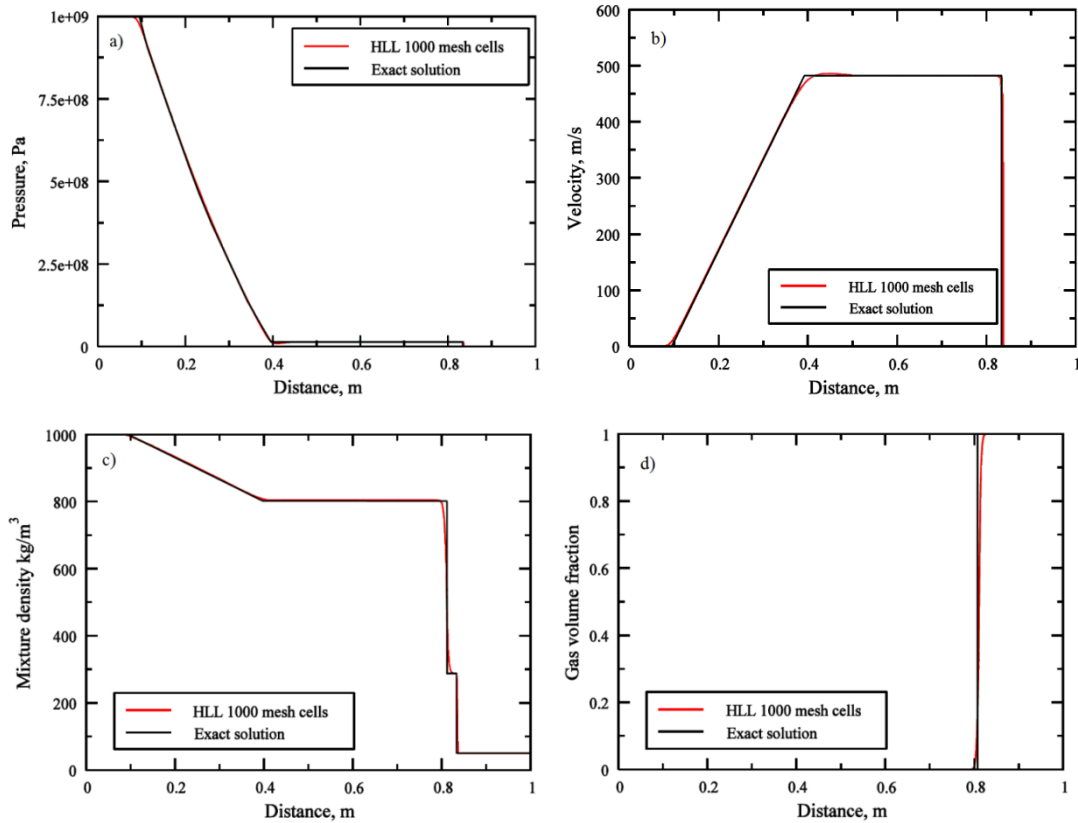 a)
HLL 1000 mesh cells
Exact solution
1e+09
7.5e+08
5e+08
2.5e+08
0
Pressure, Pa
0 0.2 0.4 0.6 0.8 1
Distance, m
b)
600
500
400
300
200
100
0
Velocity, m/s
HLL 1000 mesh cells
Exact solution
0 0.2 0.4 0.6 0.8 1
Distance, m
c)
1000
800
600
400
200
0
Mixture density kg/m³
HLL 1000 mesh cells
Exact solution
0 0.2 0.4 0.6 0.8 1
Distance, m
d)
1
0.8
0.6
0.4
0.2
0
Gas volume fraction
HLL 1000 mesh cells
Exact solution
0 0.2 0.4 0.6 0.8 1
Distance, m